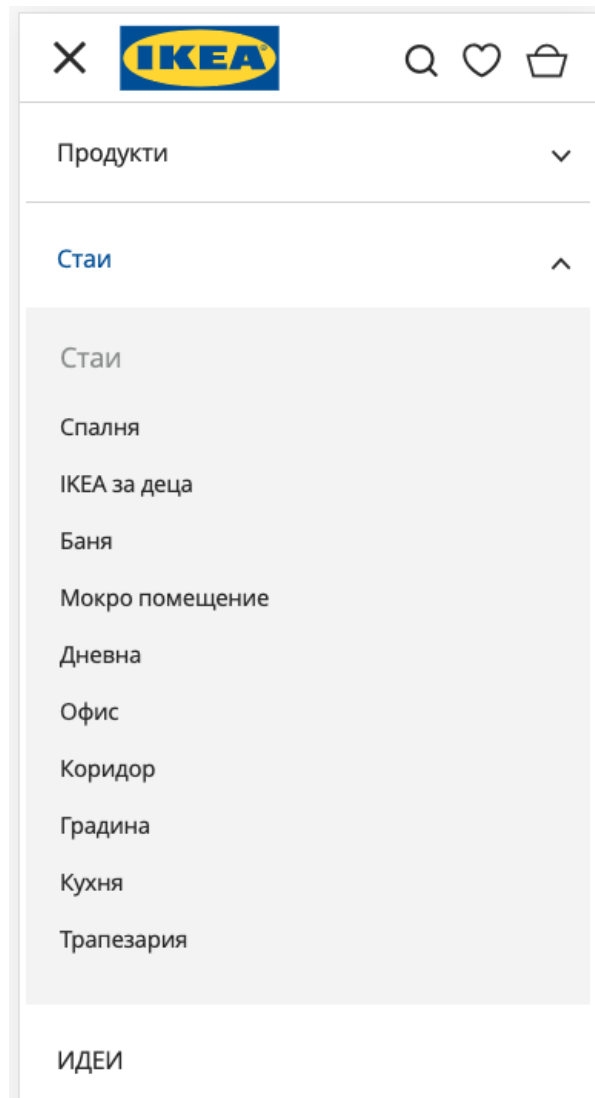 IKEA
Продукти
Стаи
Стаи
Спалня
IKEA за деца
Баня
Мокро помещение
Дневна
Офис
Коридор
Градина
Кухня
Трапезария
ИДЕИ